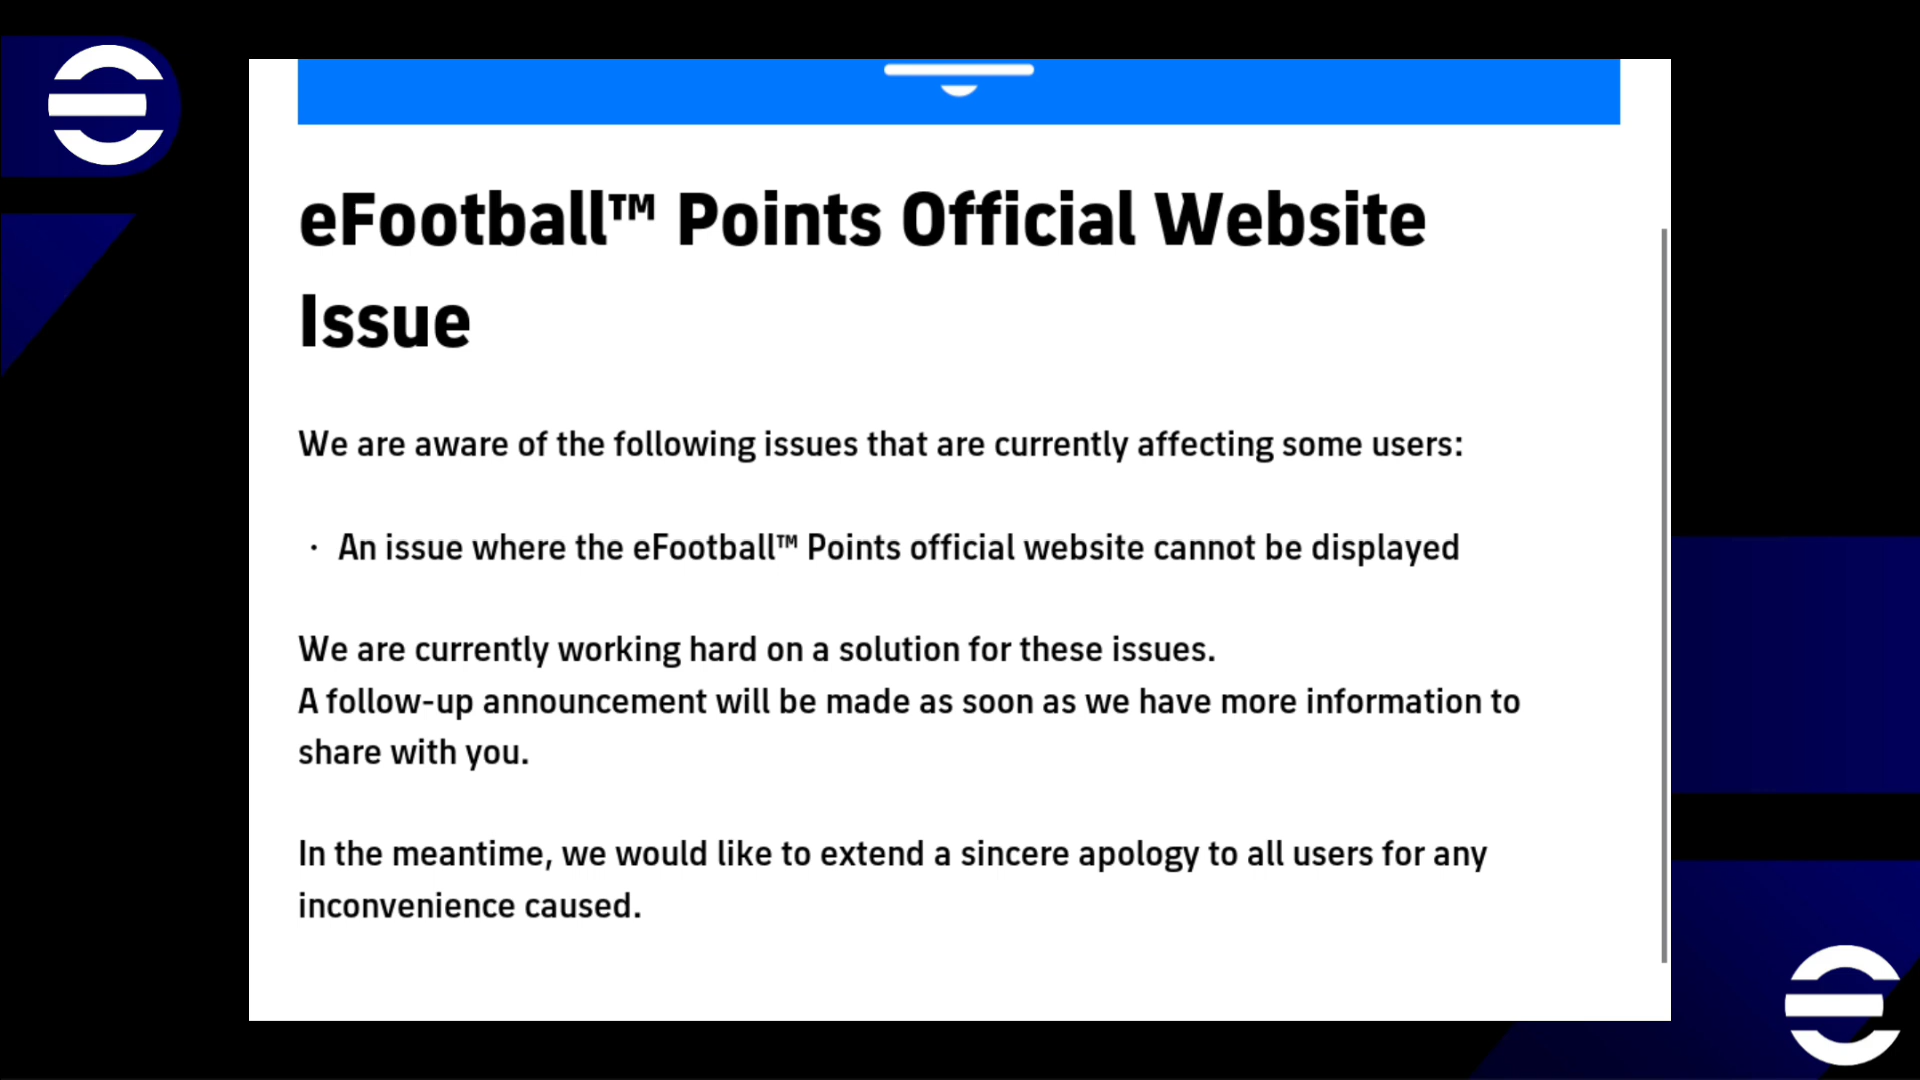 eFootball™ Points Official Website
Issue
We are aware of the following issues that are currently affecting some users:
· An issue where the eFootball™ Points official website cannot be displayed
We are currently working hard on a solution for these issues.
A follow-up announcement will be made as soon as we have more information to
share with you.
In the meantime, we would like to extend a sincere apology to all users for any
inconvenience caused.